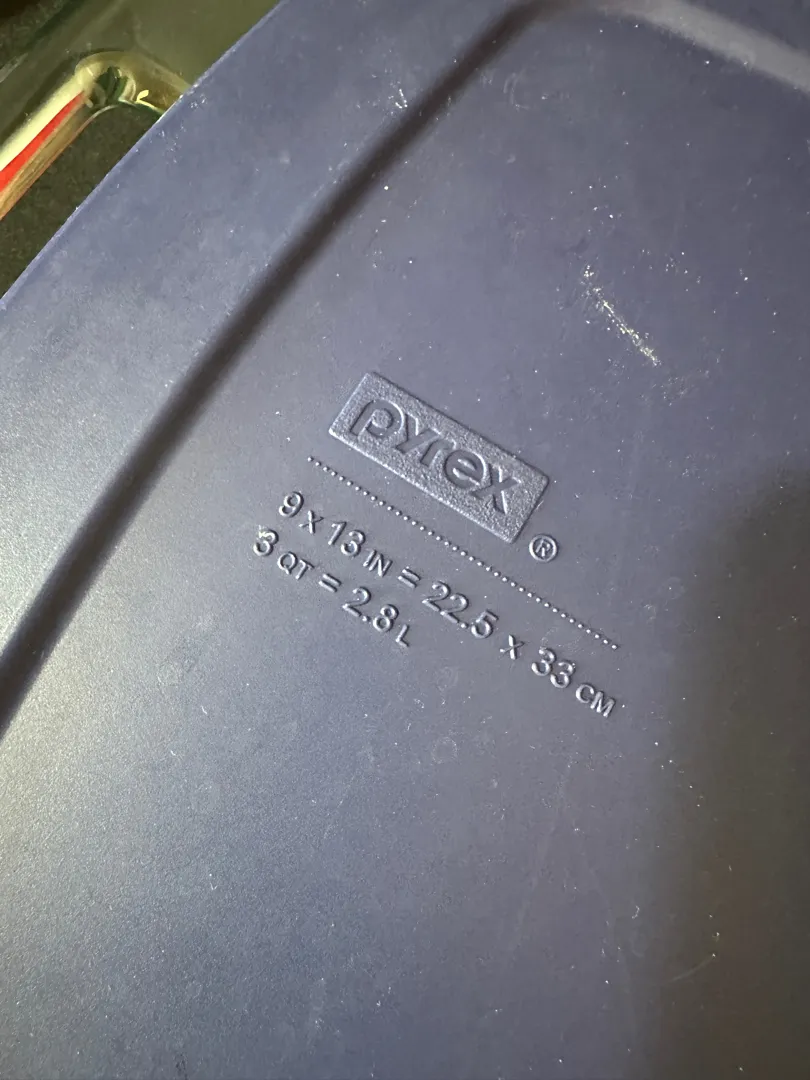 pyrex ®
9 x 13 IN = 22.5 x 33 CM
3 QT = 2.8 L